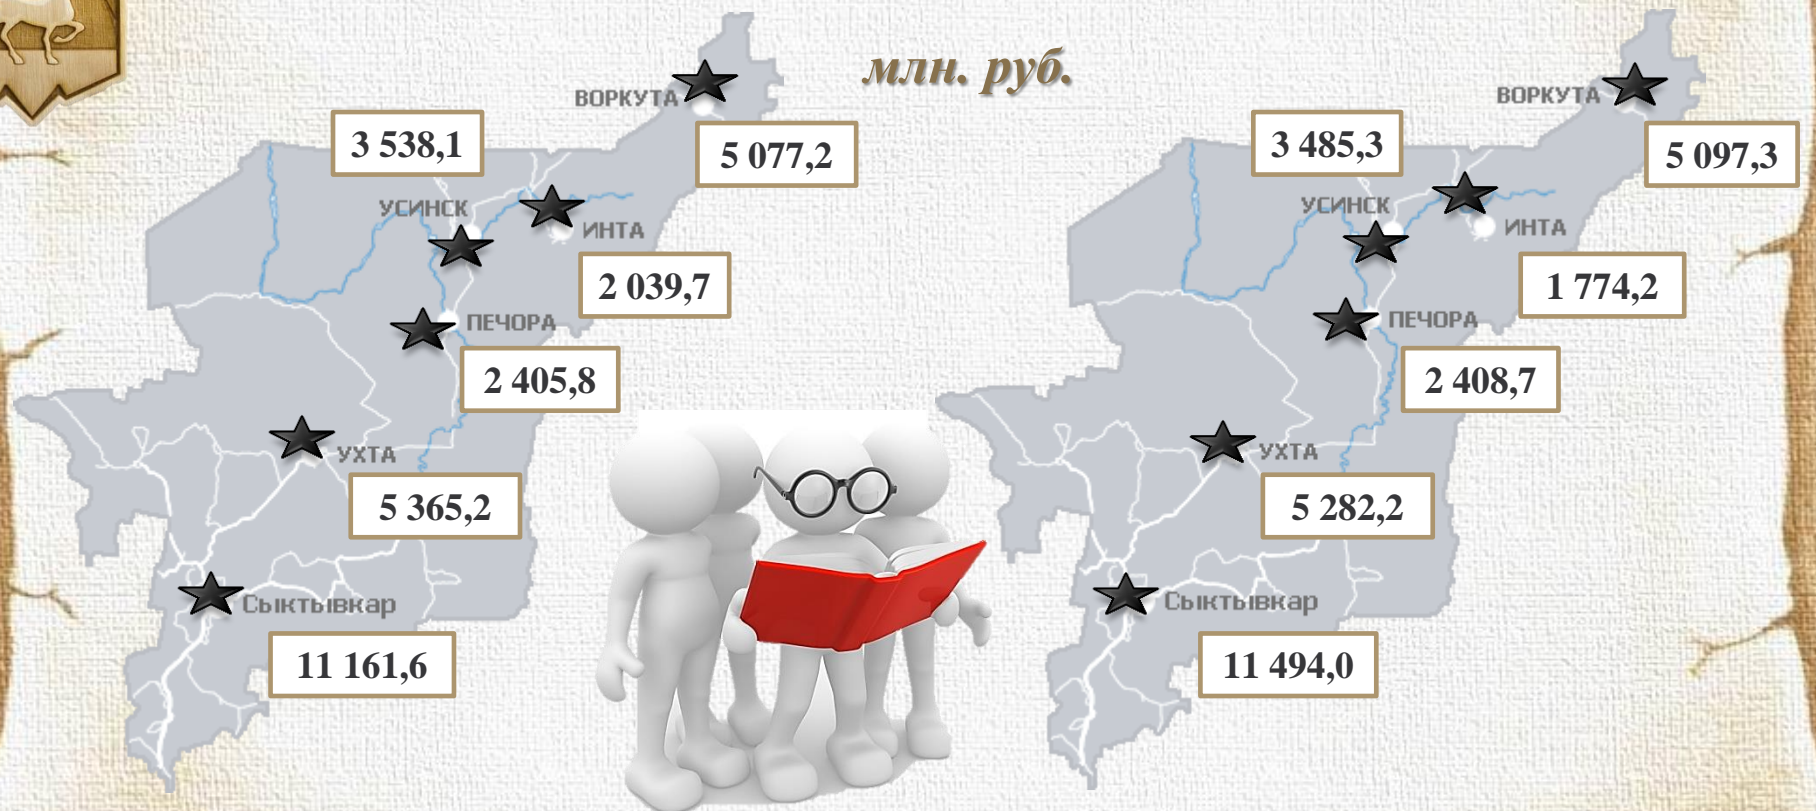 млн. руб.
ВОРКУТА
3 538,1
5 077,2
УСИНСК
ИНТА
2 039,7
ПЕЧОРА
2 405,8
УХТА
5 365,2
Сыктывкар
11 161,6
ВОРКУТА
3 485,3
5 097,3
УСИНСК
ИНТА
1 774,2
ПЕЧОРА
2 408,7
УХТА
5 282,2
Сыктывкар
11 494,0